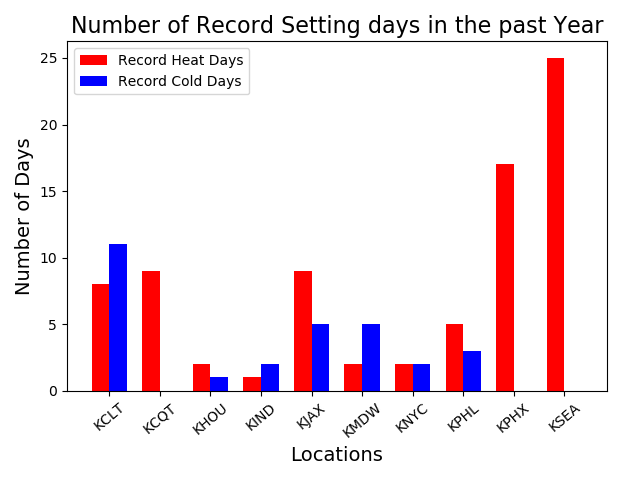 Number of Record Setting days in the past Year
Record Heat Days
Record Cold Days
Number of Days
25
20
15
10
5
0
KCLT
KCQT
KHOU
KIND
KJAX
KMDW
KNYC
KPHL
KPHX
KSEA
Locations